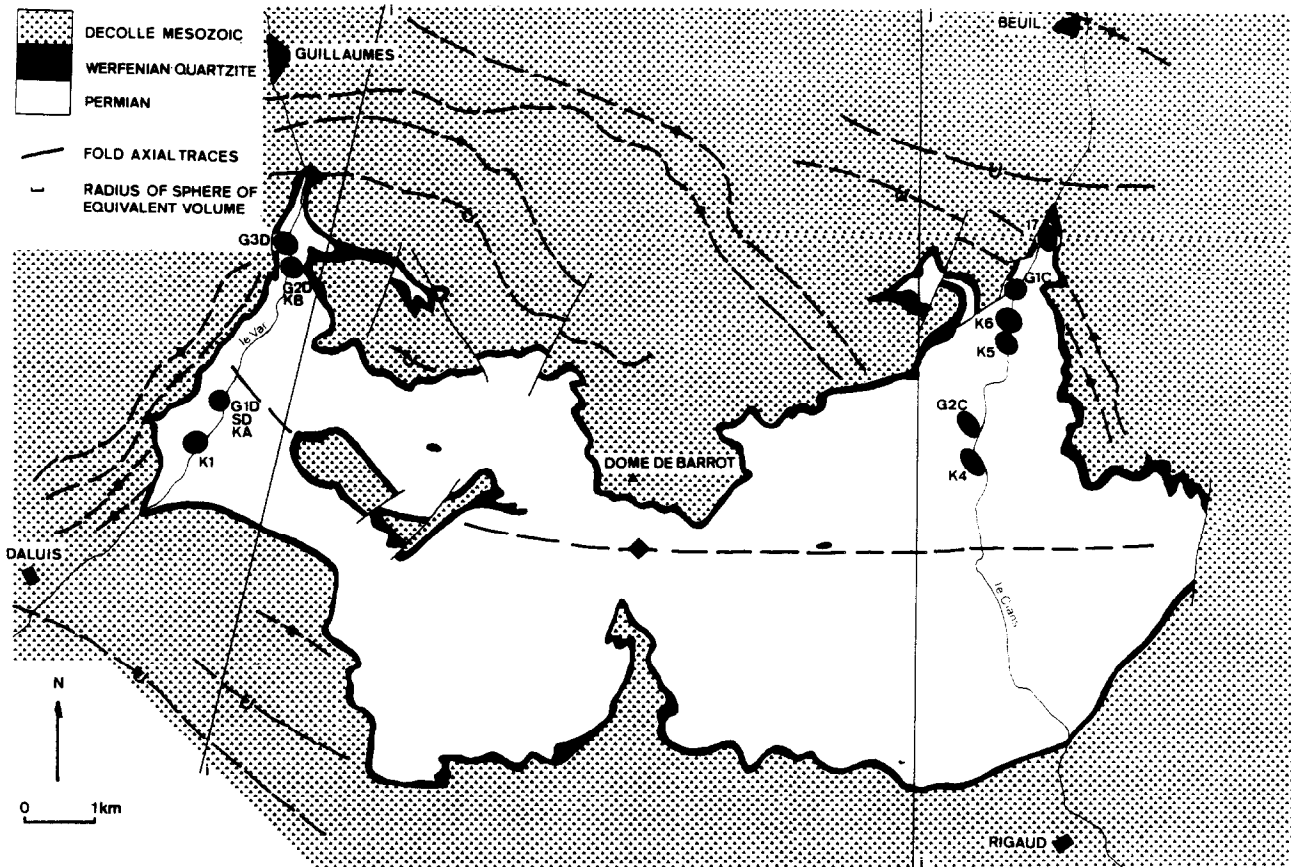 DECOLLE MESOZOIC
WERFENIAN QUARTZITE
PERMIAN
FOLD AXIAL TRACES
RADIUS OF SPHERE OF
EQUIVALENT VOLUME
i
GUILLAUMES
j
BEUIL
G3D
G2D
KB
le Var
G1D
SD
KA
K1
17
G1C
K6
K5
G2C
K4
DOME DE BARROT
DALUIS
le Cians
N
0 1km
i
j
RIGAUD